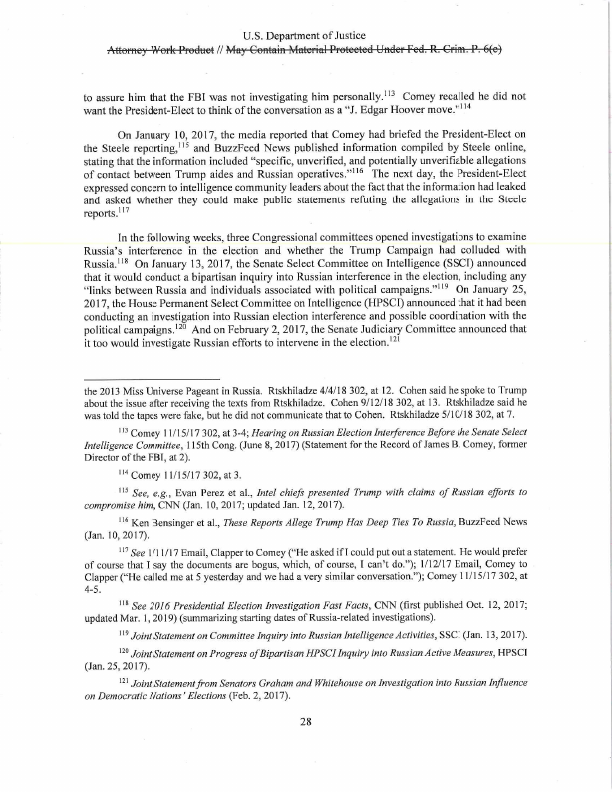 U.S. Department of Justice
Attorney Work Product // May Contain Material Protected Under Fed. R. Crim. P. 6(e)
to assure him that the FBI was not investigating him personally.113 Comey recalled he did not
want the President-Elect to think of the conversation as a “J. Edgar Hoover move.”114
On January 10, 2017, the media reported that Comey had briefed the President-Elect on
the Steele reporting,115 and BuzzFeed News published information compiled by Steele online,
stating that the information included “specific, unverified, and potentially unverifiable allegations
of contact between Trump aides and Russian operatives.”116 The next day, the President-Elect
expressed concern to intelligence community leaders about the fact that the information had leaked
and asked whether they could make public statements refuting the allegations in the Steele
reports.117
In the following weeks, three Congressional committees opened investigations to examine
Russia’s interference in the election and whether the Trump Campaign had colluded with
Russia.118 On January 13, 2017, the Senate Select Committee on Intelligence (SSCI) announced
that it would conduct a bipartisan inquiry into Russian interference in the election, including any
“links between Russia and individuals associated with political campaigns.”119 On January 25,
2017, the House Permanent Select Committee on Intelligence (HPSCI) announced that it had been
conducting an investigation into Russian election interference and possible coordination with the
political campaigns.120 And on February 2, 2017, the Senate Judiciary Committee announced that
it too would investigate Russian efforts to intervene in the election.121
the 2013 Miss Universe Pageant in Russia. Rtskhiladze 4/4/18 302, at 12. Cohen said he spoke to Trump
about the issue after receiving the texts from Rtskhiladze. Cohen 9/12/18 302, at 13. Rtskhiladze said he
was told the tapes were fake, but he did not communicate that to Cohen. Rtskhiladze 5/10/18 302, at 7.
113 Comey 11/15/17 302, at 3-4; Hearing on Russian Election Interference Before the Senate Select
Intelligence Committee, 115th Cong. (June 8, 2017) (Statement for the Record of James B. Comey, former
Director of the FBI, at 2).
114 Comey 11/15/17 302, at 3.
115 See, e.g., Evan Perez et al., Intel chiefs presented Trump with claims of Russian efforts to
compromise him, CNN (Jan. 10, 2017; updated Jan. 12, 2017).
116 Ken Bensinger et al., These Reports Allege Trump Has Deep Ties To Russia, BuzzFeed News
(Jan. 10, 2017).
117 See 1/11/17 Email, Clapper to Comey (“He asked if I could put out a statement. He would prefer
of course that I say the documents are bogus, which, of course, I can’t do.”); 1/12/17 Email, Comey to
Clapper (“He called me at 5 yesterday and we had a very similar conversation.”); Comey 11/15/17 302, at
4-5.
118 See 2016 Presidential Election Investigation Fast Facts, CNN (first published Oct. 12, 2017;
updated Mar. 1, 2019) (summarizing starting dates of Russia-related investigations).
119 Joint Statement on Committee Inquiry into Russian Intelligence Activities, SSCI (Jan. 13, 2017).
120 Joint Statement on Progress of Bipartisan HPSCI Inquiry into Russian Active Measures, HPSCI
(Jan. 25, 2017).
121 Joint Statement from Senators Graham and Whitehouse on Investigation into Russian Influence
on Democratic Nations’ Elections (Feb. 2, 2017).
28